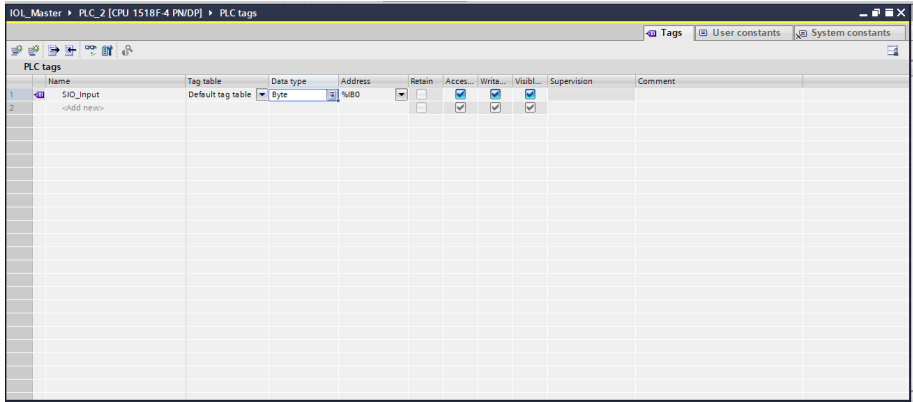 IOL_Master ▸ PLC_2 [CPU 1518F-4 PN/DP] ▸ PLC tags
Tags User constants System constants
PLC tags
Name Tag table Data type Address Retain Acces... Writa... Visibl... Supervision Comment
1 SIO_Input Default tag table Byte %IB0
2 <Add new>